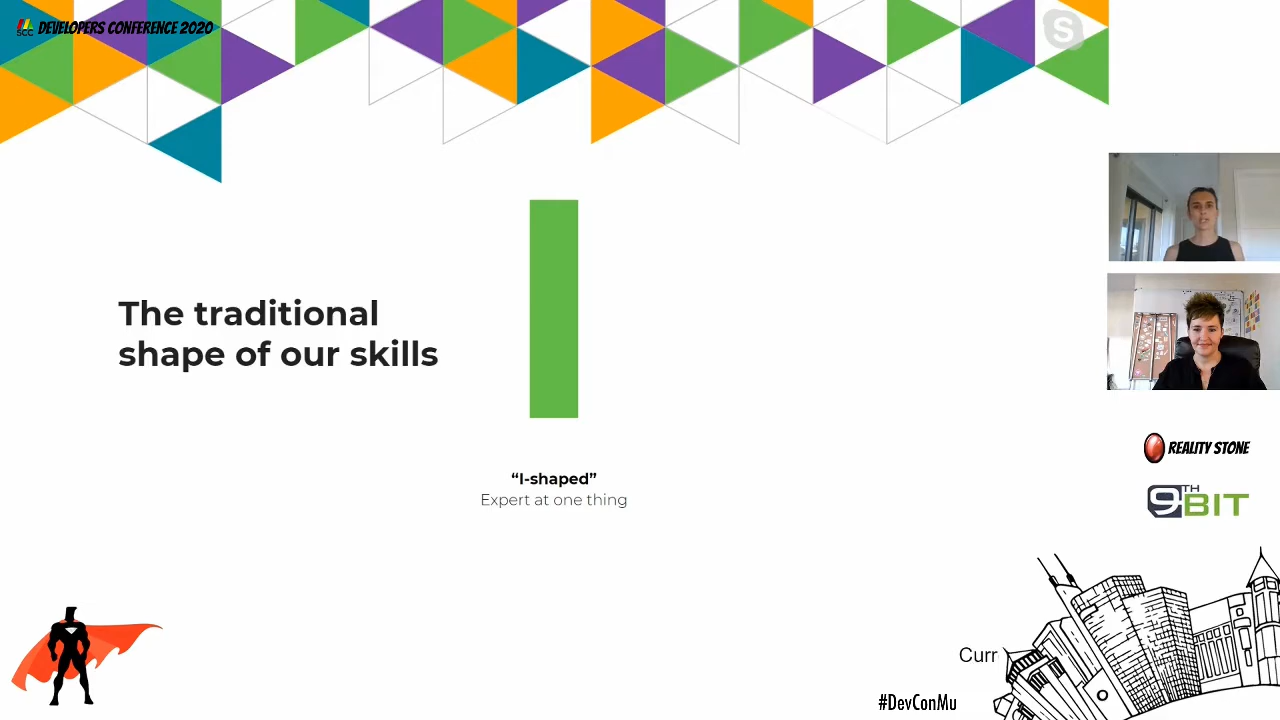 SCC DEVELOPERS CONFERENCE 2020
S
The traditional
shape of our skills
“I-shaped”
Expert at one thing
REALITY STONE
9TH BIT
Curr
#DevConMu